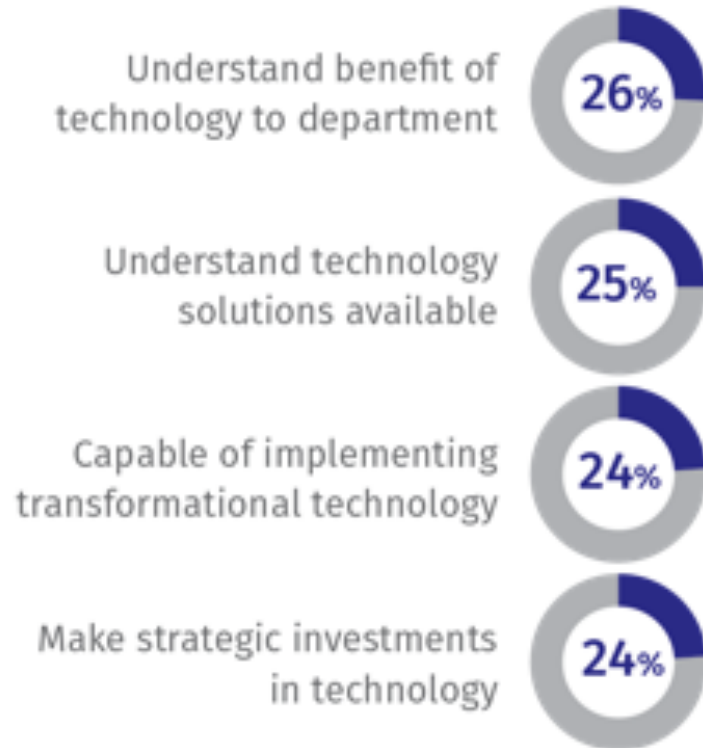 Understand benefit of
technology to department
26%
Understand technology
solutions available
25%
Capable of implementing
transformational technology
24%
Make strategic investments
in technology
24%